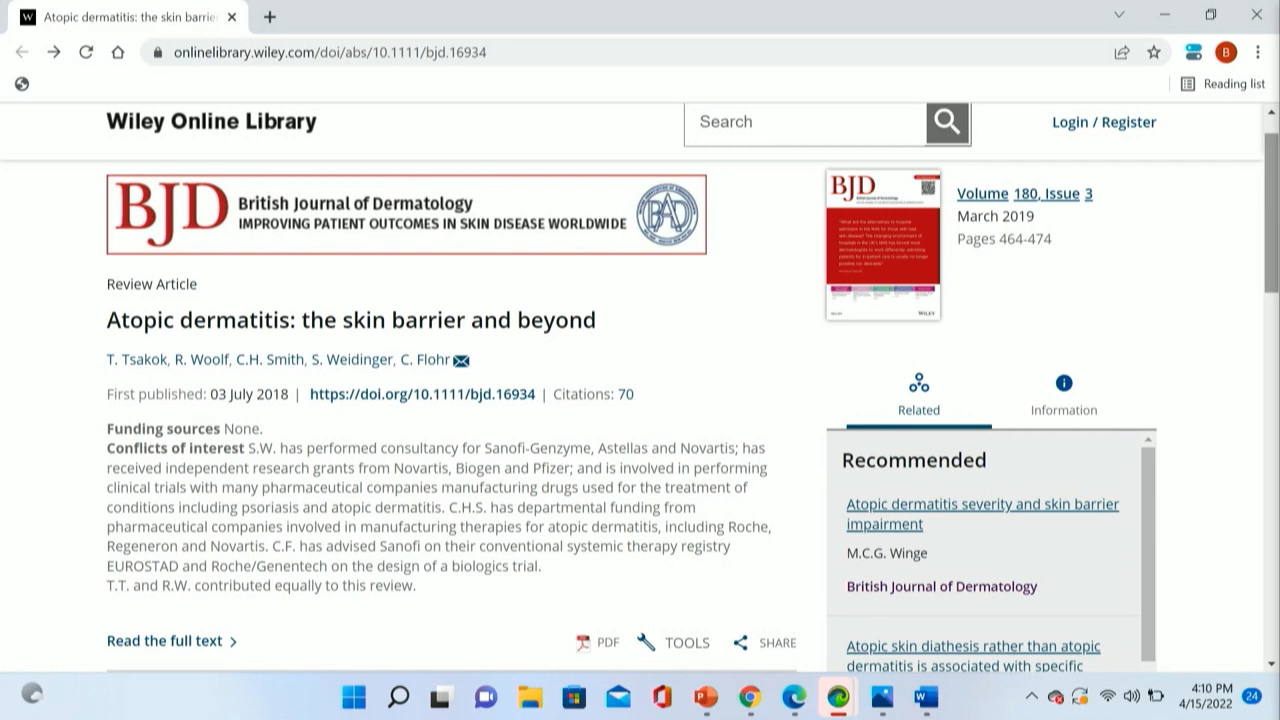 Atopic dermatitis: the skin barrie
onlinelibrary.wiley.com/doi/abs/10.1111/bjd.16934
B
Reading list
Wiley Online Library
Search
Login / Register
BJD
British Journal of Dermatology
IMPROVING PATIENT OUTCOMES IN SKIN DISEASE WORLDWIDE
BAD
BJD
WILEY
Volume 180, Issue 3
March 2019
Pages 464-474
Review Article
Atopic dermatitis: the skin barrier and beyond
T. Tsakok, R. Woolf, C.H. Smith, S. Weidinger, C. Flohr
First published: 03 July 2018 | https://doi.org/10.1111/bjd.16934 | Citations: 70
Funding sources None.
Conflicts of interest S.W. has performed consultancy for Sanofi-Genzyme, Astellas and Novartis; has
received independent research grants from Novartis, Biogen and Pfizer; and is involved in performing
clinical trials with many pharmaceutical companies manufacturing drugs used for the treatment of
conditions including psoriasis and atopic dermatitis. C.H.S. has departmental funding from
pharmaceutical companies involved in manufacturing therapies for atopic dermatitis, including Roche,
Regeneron and Novartis. C.F. has advised Sanofi on their conventional systemic therapy registry
EUROSTAD and Roche/Genentech on the design of a biologics trial.
T.T. and R.W. contributed equally to this review.
Read the full text
PDF
TOOLS
SHARE
Related
Information
Recommended
Atopic dermatitis severity and skin barrier
impairment
M.C.G. Winge
British Journal of Dermatology
Atopic skin diathesis rather than atopic
dermatitis is associated with specific
4:10 PM
4/15/2022
24